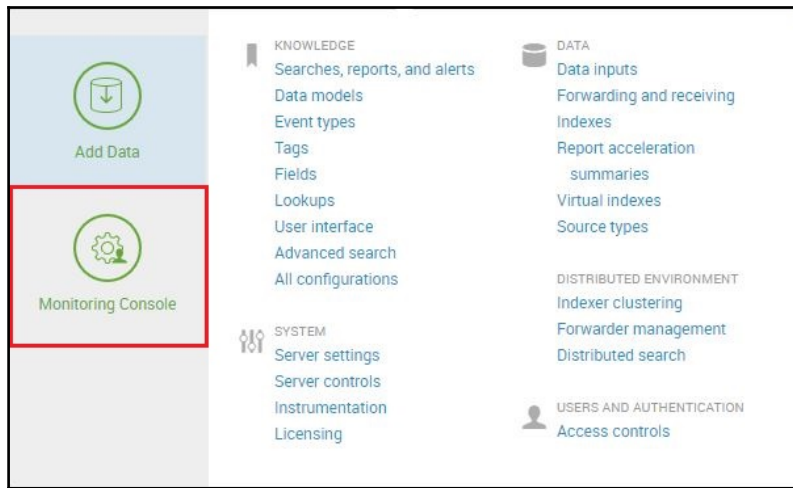 Add Data
Monitoring Console
KNOWLEDGE
Searches, reports, and alerts
Data models
Event types
Tags
Fields
Lookups
User interface
Advanced search
All configurations
SYSTEM
Server settings
Server controls
Instrumentation
Licensing
DATA
Data inputs
Forwarding and receiving
Indexes
Report acceleration
summaries
Virtual indexes
Source types
DISTRIBUTED ENVIRONMENT
Indexer clustering
Forwarder management
Distributed search
USERS AND AUTHENTICATION
Access controls